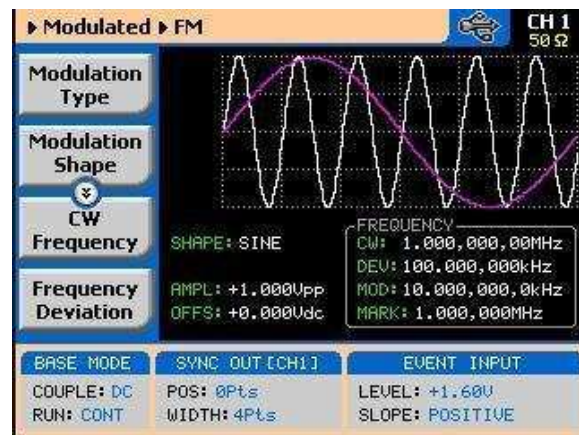 Modulated FM
CH 1
50 Ω
Modulation
Type
Modulation
Shape
CW
Frequency
Frequency
Deviation
SHAPE: SINE
AMPL: +1.000Vpp
OFFS: +0.000Vdc
FREQUENCY
CW: 1.000,000,00MHz
DEV: 100.000,000kHz
MOD: 10.000,000,0kHz
MARK: 1.000,000MHz
BASE MODE
COUPLE: DC
RUN: CONT
SYNC OUT [CH1]
POS: 0Pts
WIDTH: 4Pts
EVENT INPUT
LEVEL: +1.60V
SLOPE: POSITIVE